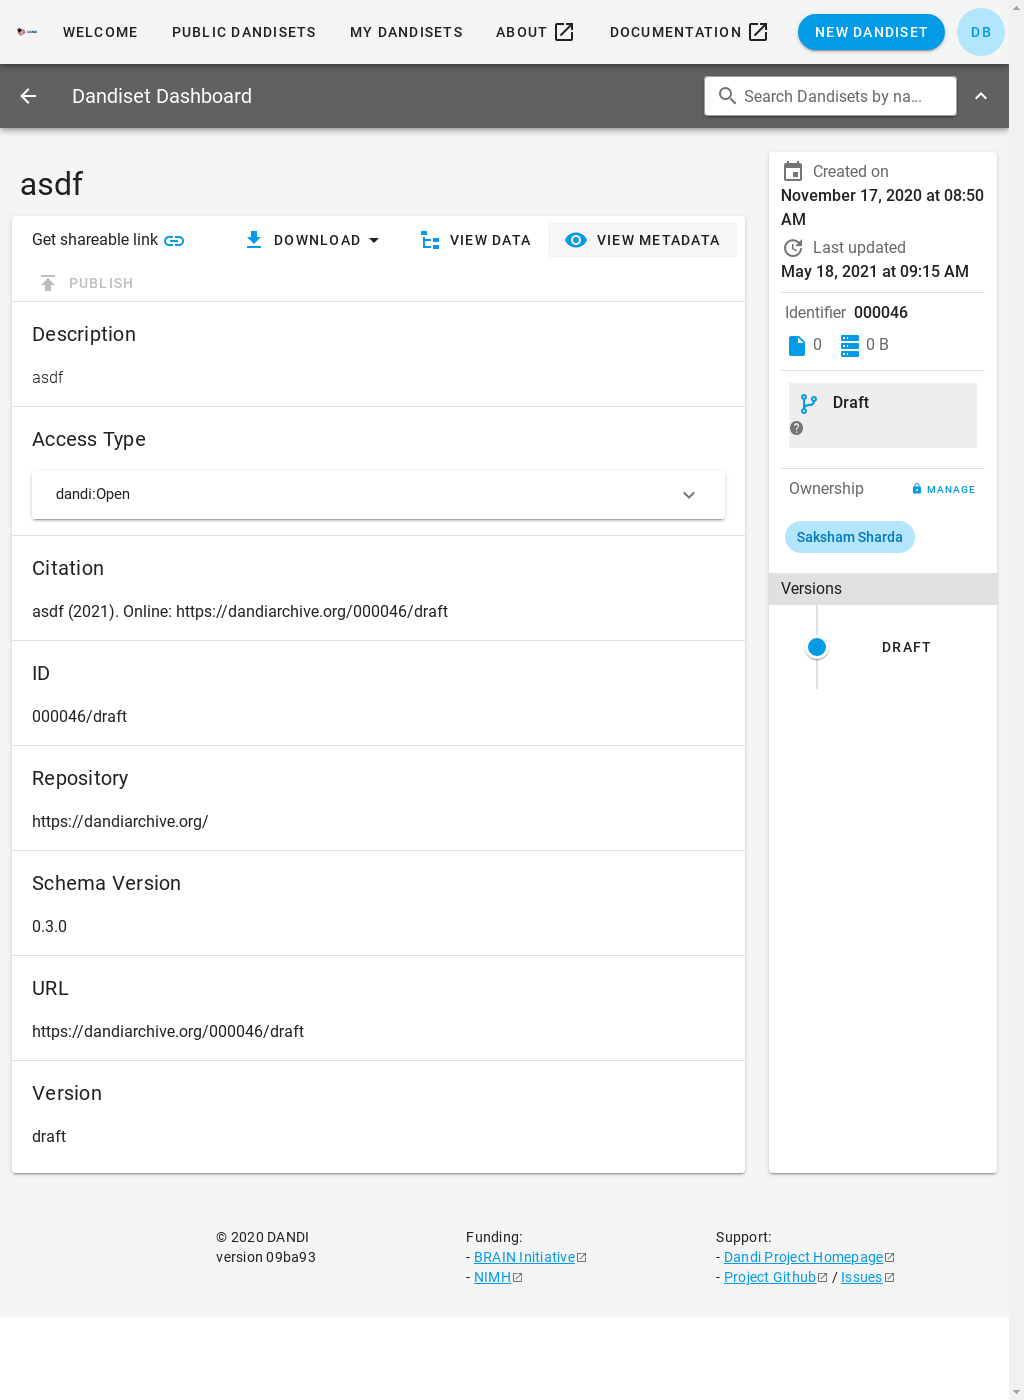 WELCOME PUBLIC DANDISETS MY DANDISETS ABOUT DOCUMENTATION NEW DANDISET DB
Dandiset Dashboard Search Dandisets by na...
asdf
Get shareable link DOWNLOAD VIEW DATA VIEW METADATA
PUBLISH
Description
asdf
Access Type
dandi:Open
Citation
asdf (2021). Online: https://dandiarchive.org/000046/draft
ID
000046/draft
Repository
https://dandiarchive.org/
Schema Version
0.3.0
URL
https://dandiarchive.org/000046/draft
Version
draft
Created on
November 17, 2020 at 08:50
AM
Last updated
May 18, 2021 at 09:15 AM
Identifier 000046
0 0 B
Draft
Ownership MANAGE
Saksham Sharda
Versions
DRAFT
© 2020 DANDI
version 09ba93
Funding:
- BRAIN Initiative
- NIMH
Support:
- Dandi Project Homepage
- Project Github / Issues